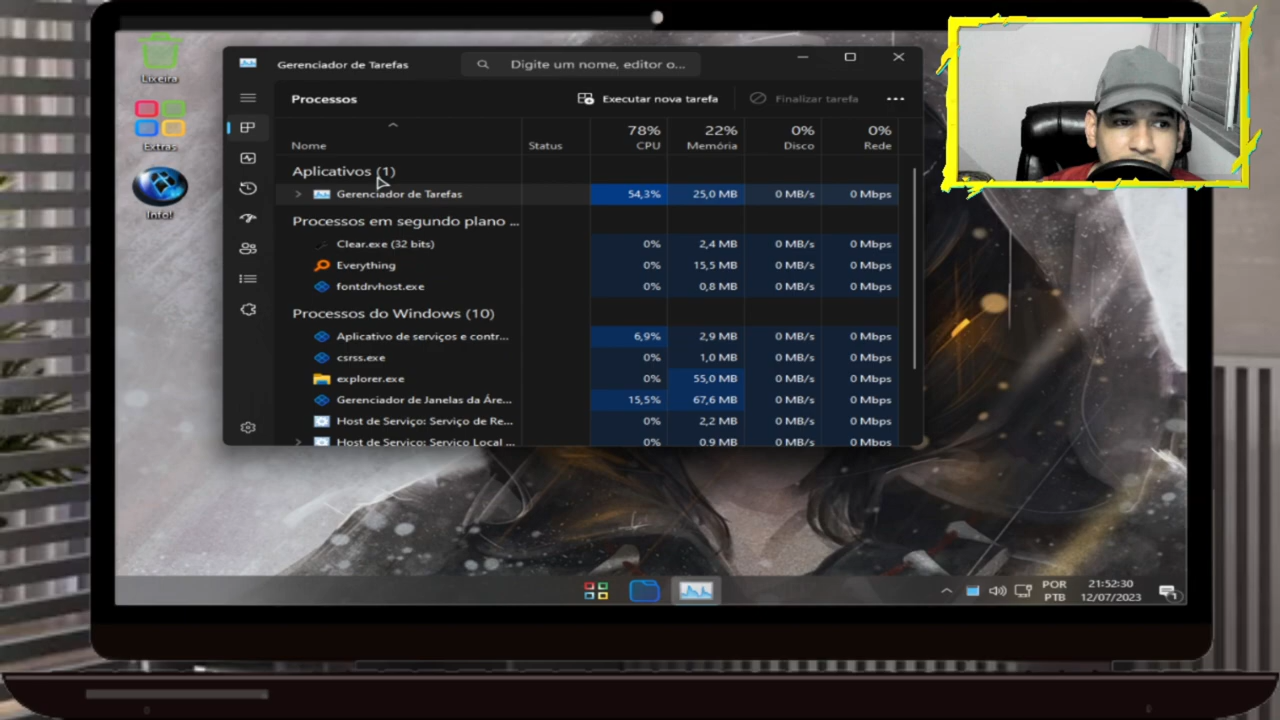 Lixeira
Extras
Info!
Gerenciador de Tarefas
Digite um nome, editor o...
Processos
Executar nova tarefa
Finalizar tarefa
Nome
Status
78% CPU
22% Memória
0% Disco
0% Rede
Aplicativos (1)
Gerenciador de Tarefas 54,3% 25,0 MB 0 MB/s 0 Mbps
Processos em segundo plano ...
Clear.exe (32 bits) 0% 2,4 MB 0 MB/s 0 Mbps
Everything 0% 15,5 MB 0 MB/s 0 Mbps
fontdrvhost.exe 0% 0,8 MB 0 MB/s 0 Mbps
Processos do Windows (10)
Aplicativo de serviços e contr... 6,9% 2,9 MB 0 MB/s 0 Mbps
csrss.exe 0% 1,0 MB 0 MB/s 0 Mbps
explorer.exe 0% 55,0 MB 0 MB/s 0 Mbps
Gerenciador de Janelas da Áre... 15,5% 67,6 MB 0 MB/s 0 Mbps
Host de Serviço: Serviço de Re... 0% 2,2 MB 0 MB/s 0 Mbps
Host de Serviço: Serviço Local ... 0% 0,9 MB 0 MB/s 0 Mbps
POR
PTB
21:52:30
12/07/2023